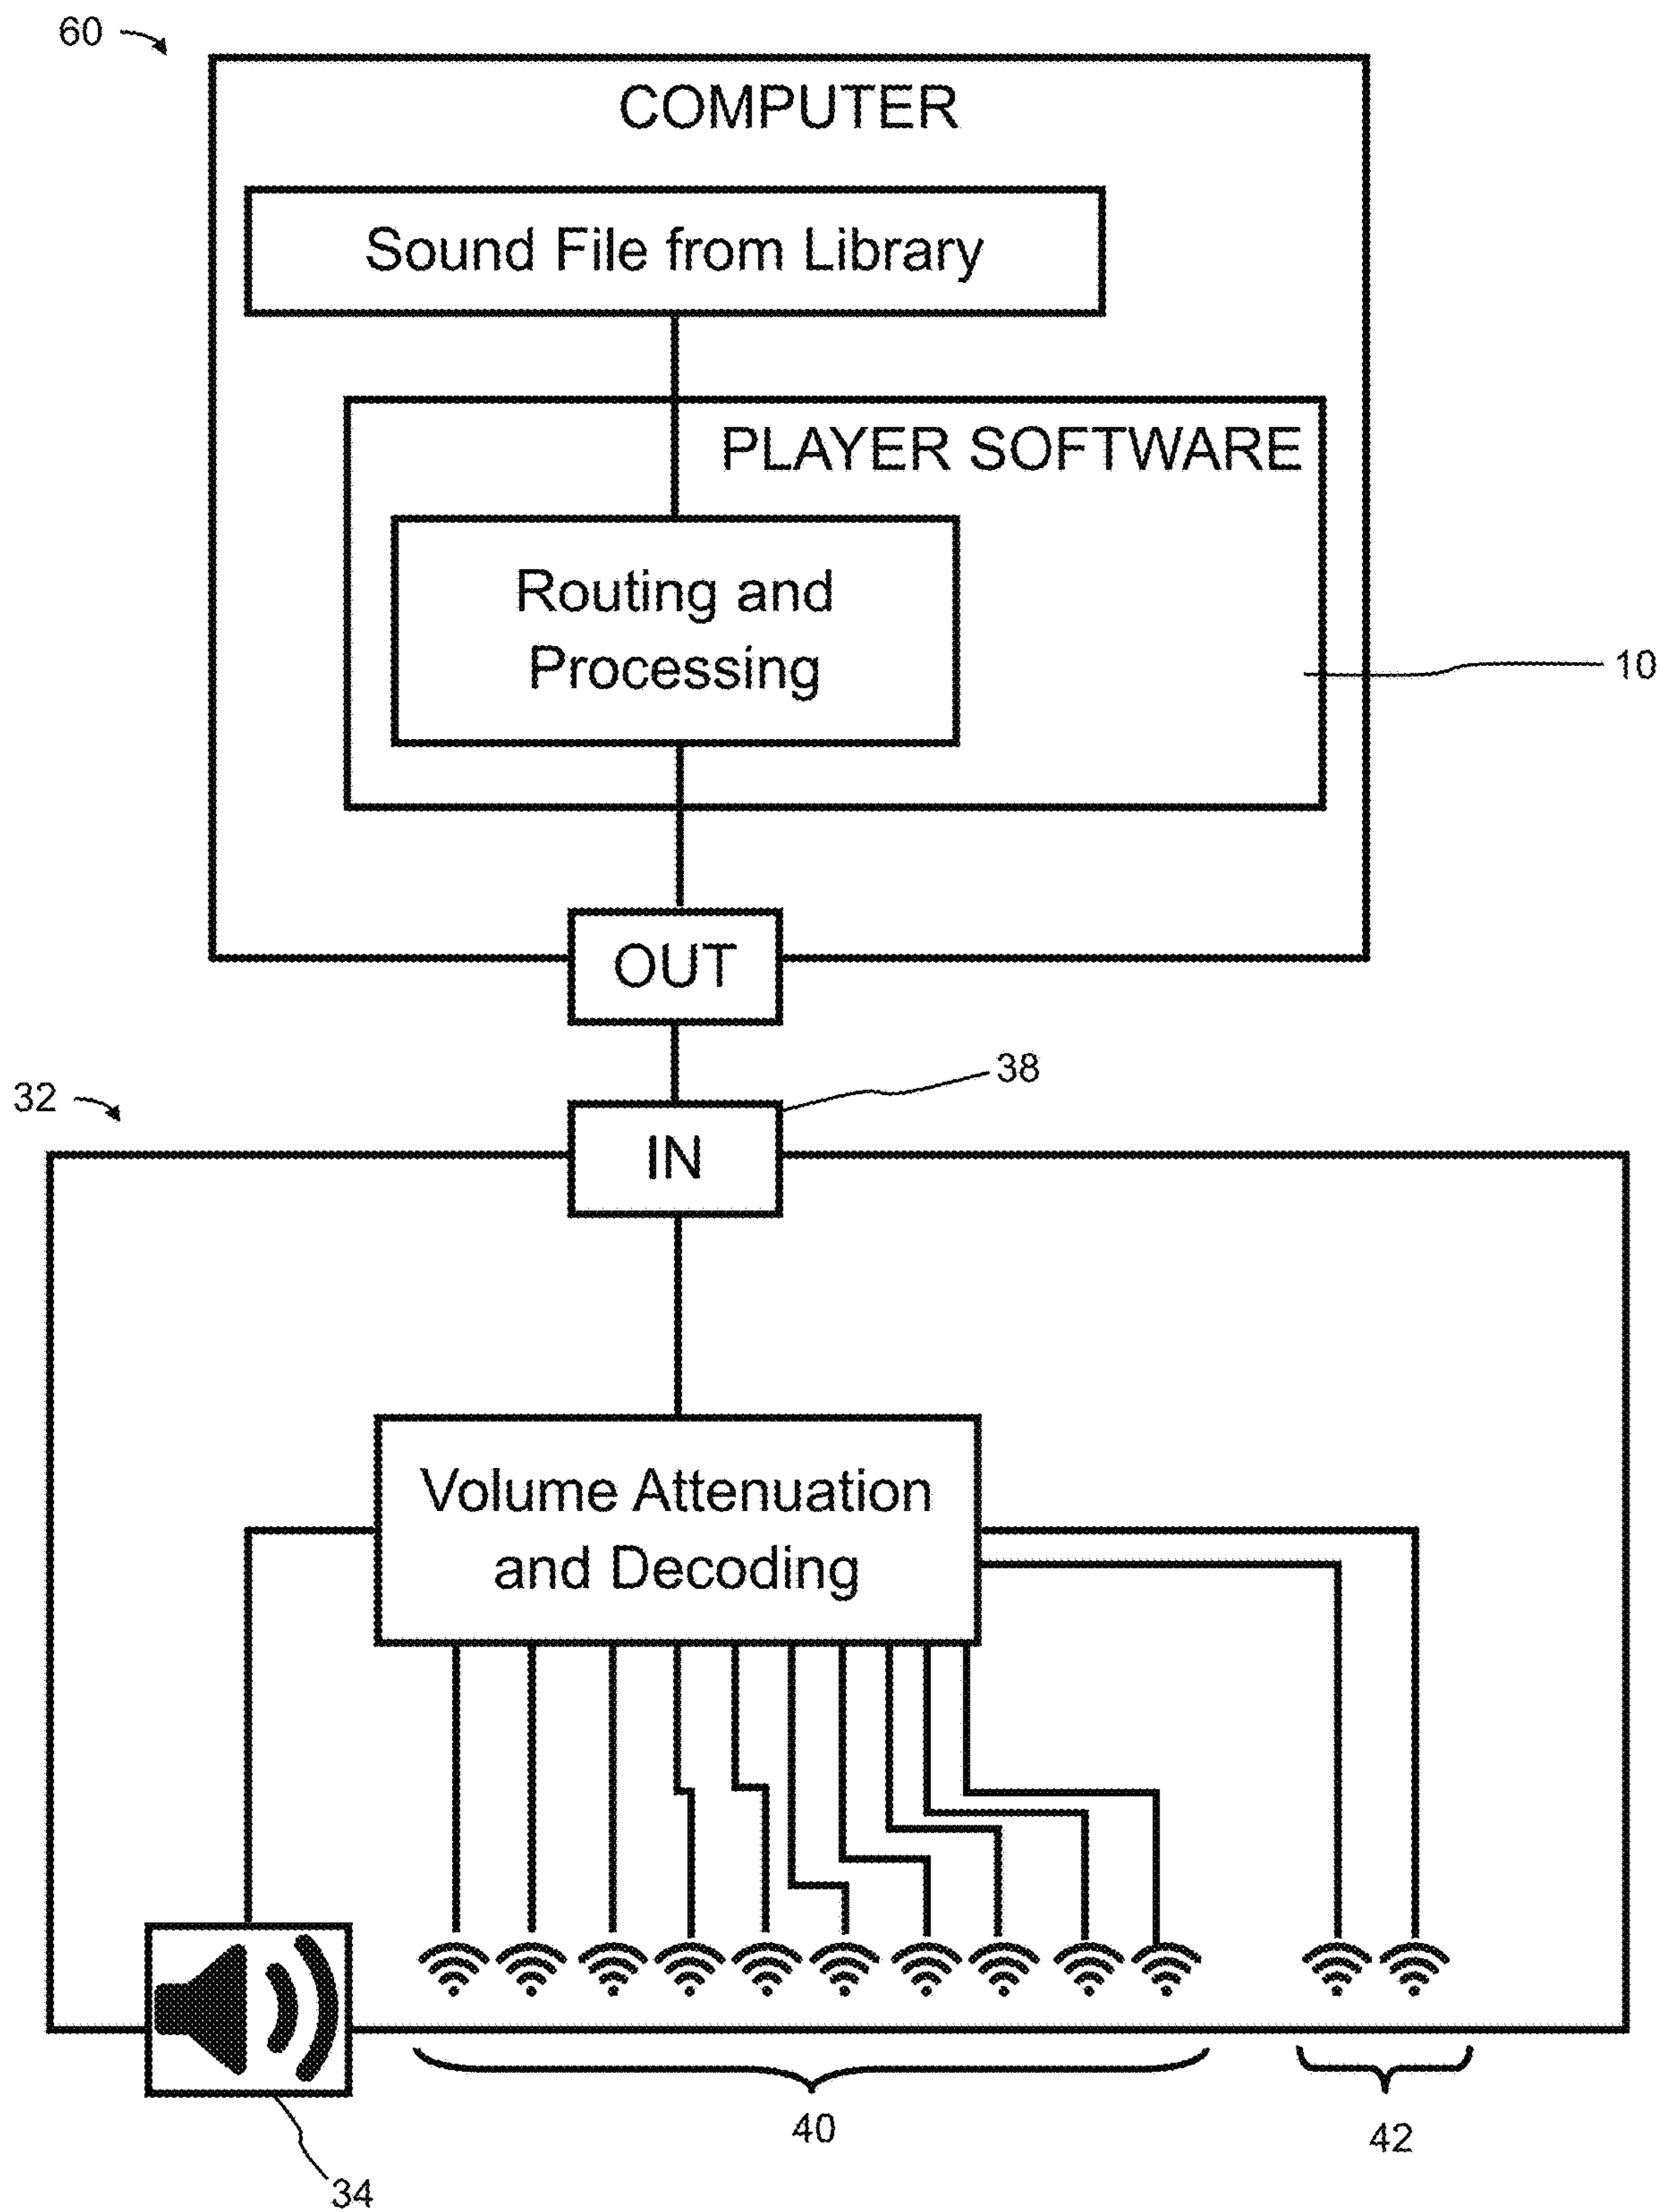 60
COMPUTER
Sound File from Library
PLAYER SOFTWARE
Routing and
Processing
10
OUT
38
32
IN
Volume Attenuation
and Decoding
40
42
34